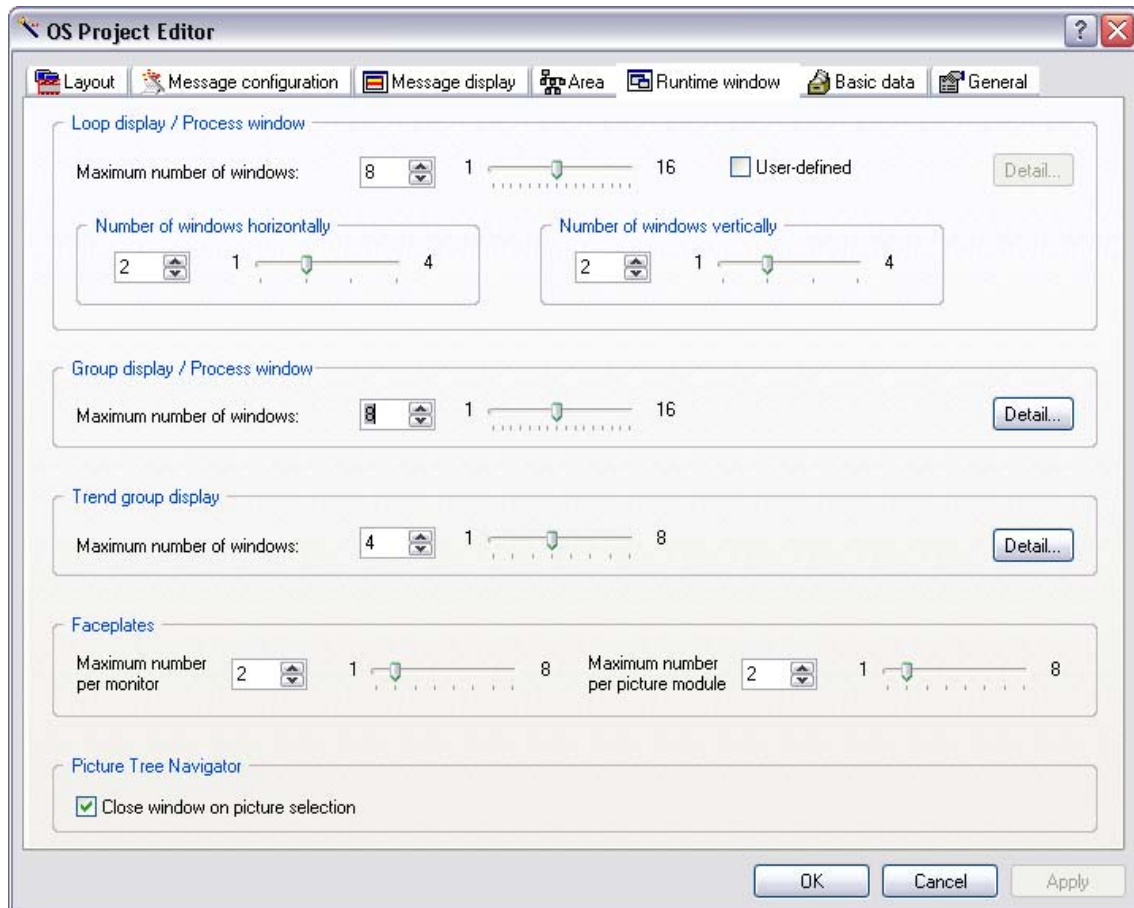 OS Project Editor
Layout Message configuration Message display Area Runtime window Basic data General
Loop display / Process window
Maximum number of windows: 8 1 16 User-defined Detail...
Number of windows horizontally Number of windows vertically
2 1 4 2 1 4
Group display / Process window
Maximum number of windows: 8 1 16 Detail...
Trend group display
Maximum number of windows: 4 1 8 Detail...
Faceplates
Maximum number per monitor 2 1 8 Maximum number per picture module 2 1 8
Picture Tree Navigator
Close window on picture selection
OK Cancel Apply